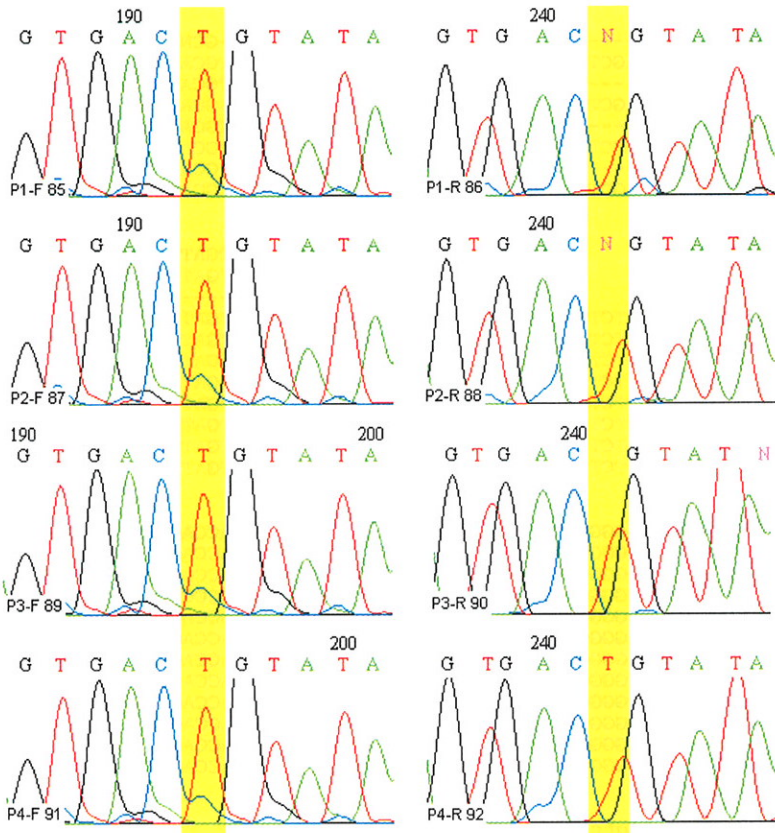 190
G T G A C T G T A T A
P1-F 85
240
G T G A C N G T A T A
P1-R 86
190
G T G A C T G T A T A
P2-F 87
240
G T G A C N G T A T A
P2-R 88
190 200
G T G A C T G T A T A
P3-F 89
240
G T G A C G T A T N
P3-R 90
200
G T G A C T G T A T A
P4-F 91
240
G T G A C T G T A T A
P4-R 92